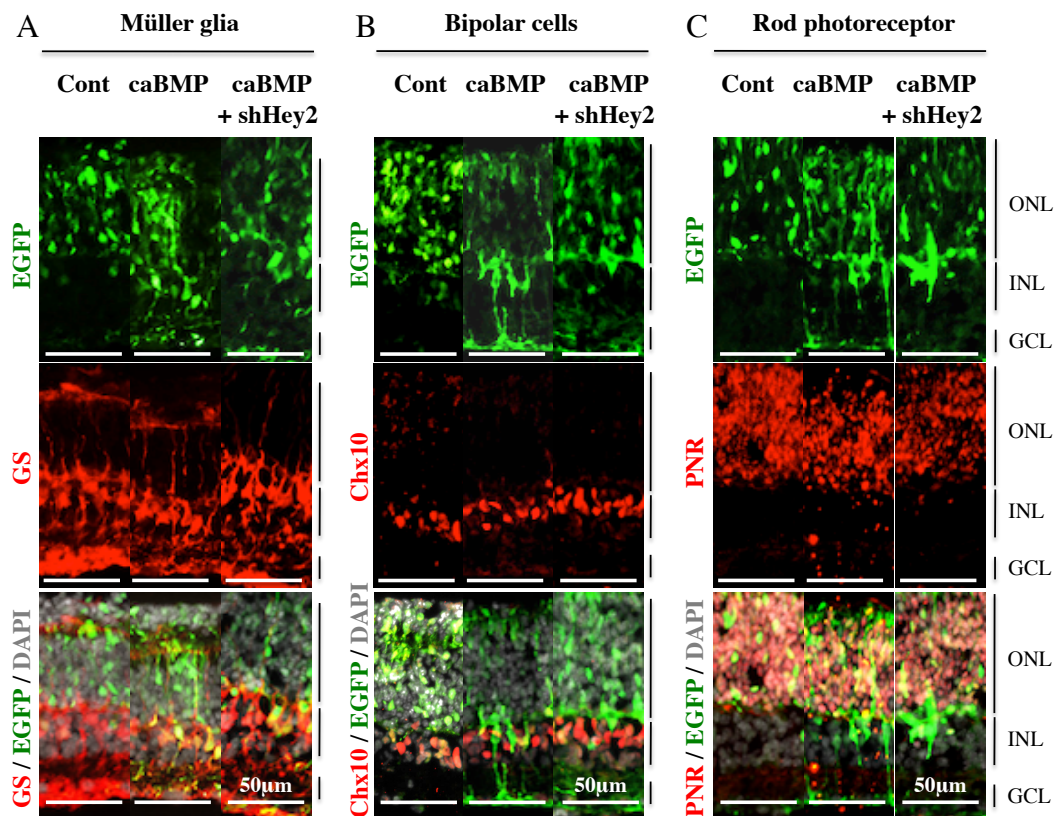 A Müller glia
B Bipolar cells
C Rod photoreceptor
Cont caBMP caBMP + shHey2
Cont caBMP caBMP + shHey2
Cont caBMP caBMP + shHey2
EGFP
EGFP
EGFP
ONL
INL
GCL
GS
Chx10
PNR
ONL
INL
GCL
GS / EGFP / DAPI
Chx10 / EGFP / DAPI
PNR / EGFP / DAPI
ONL
INL
GCL
50µm
50µm
50µm